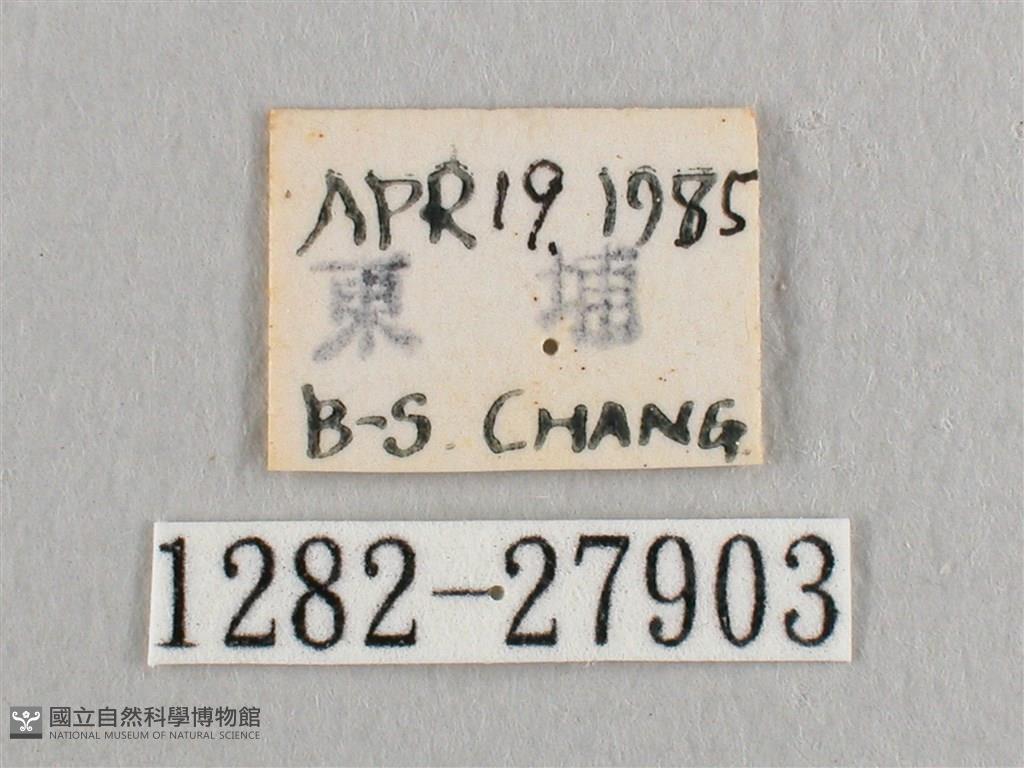 APR 19. 1985
東 埔
B-S. CHANG
1282-27903
國立自然科學博物館
NATIONAL MUSEUM OF NATURAL SCIENCE